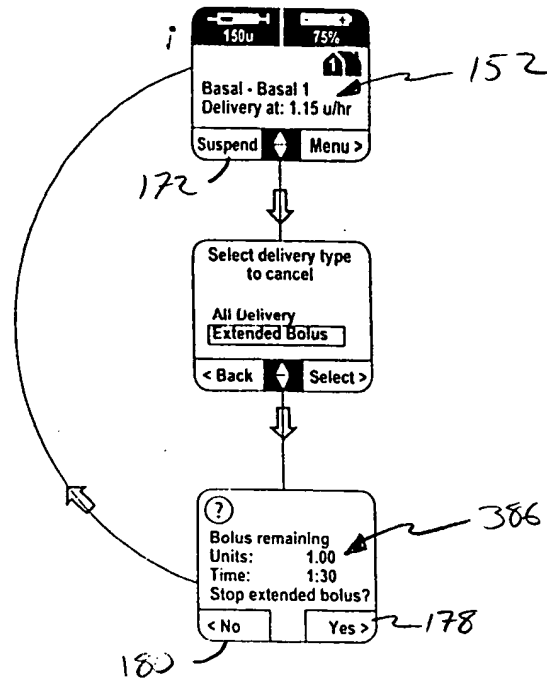 i
150u 75%
1
152
Basal - Basal 1
Delivery at: 1.15 u/hr
Suspend Menu >
172
Select delivery type
to cancel
All Delivery
Extended Bolus
< Back Select >
?
386
Bolus remaining
Units: 1.00
Time: 1:30
Stop extended bolus?
< No Yes >
178
180